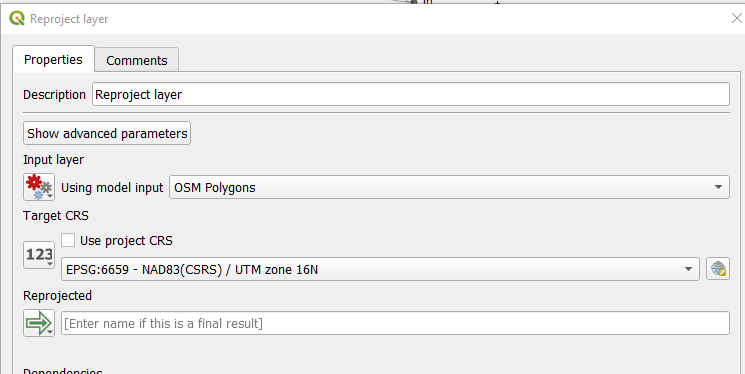 in
Reproject layer
Properties Comments
Description Reproject layer
Show advanced parameters
Input layer
Using model input OSM Polygons
Target CRS
Use project CRS
123
EPSG:6659 - NAD83(CSRS) / UTM zone 16N
Reprojected
[Enter name if this is a final result]
Dependencies